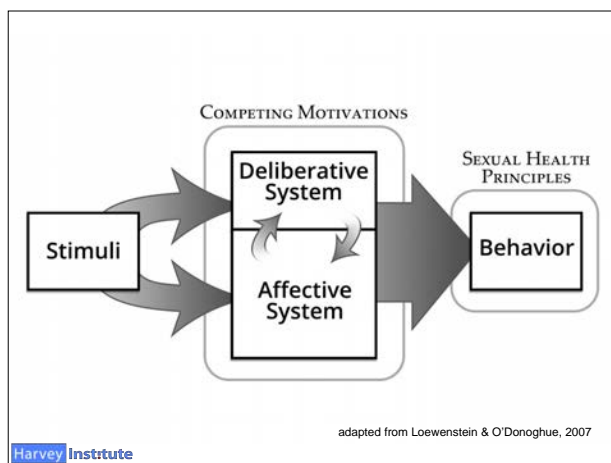 COMPETING MOTIVATIONS
Deliberative
System
SEXUAL HEALTH
PRINCIPLES
Stimuli
Behavior
Affective
System
adapted from Loewenstein & O'Donoghue, 2007
Harvey Institute